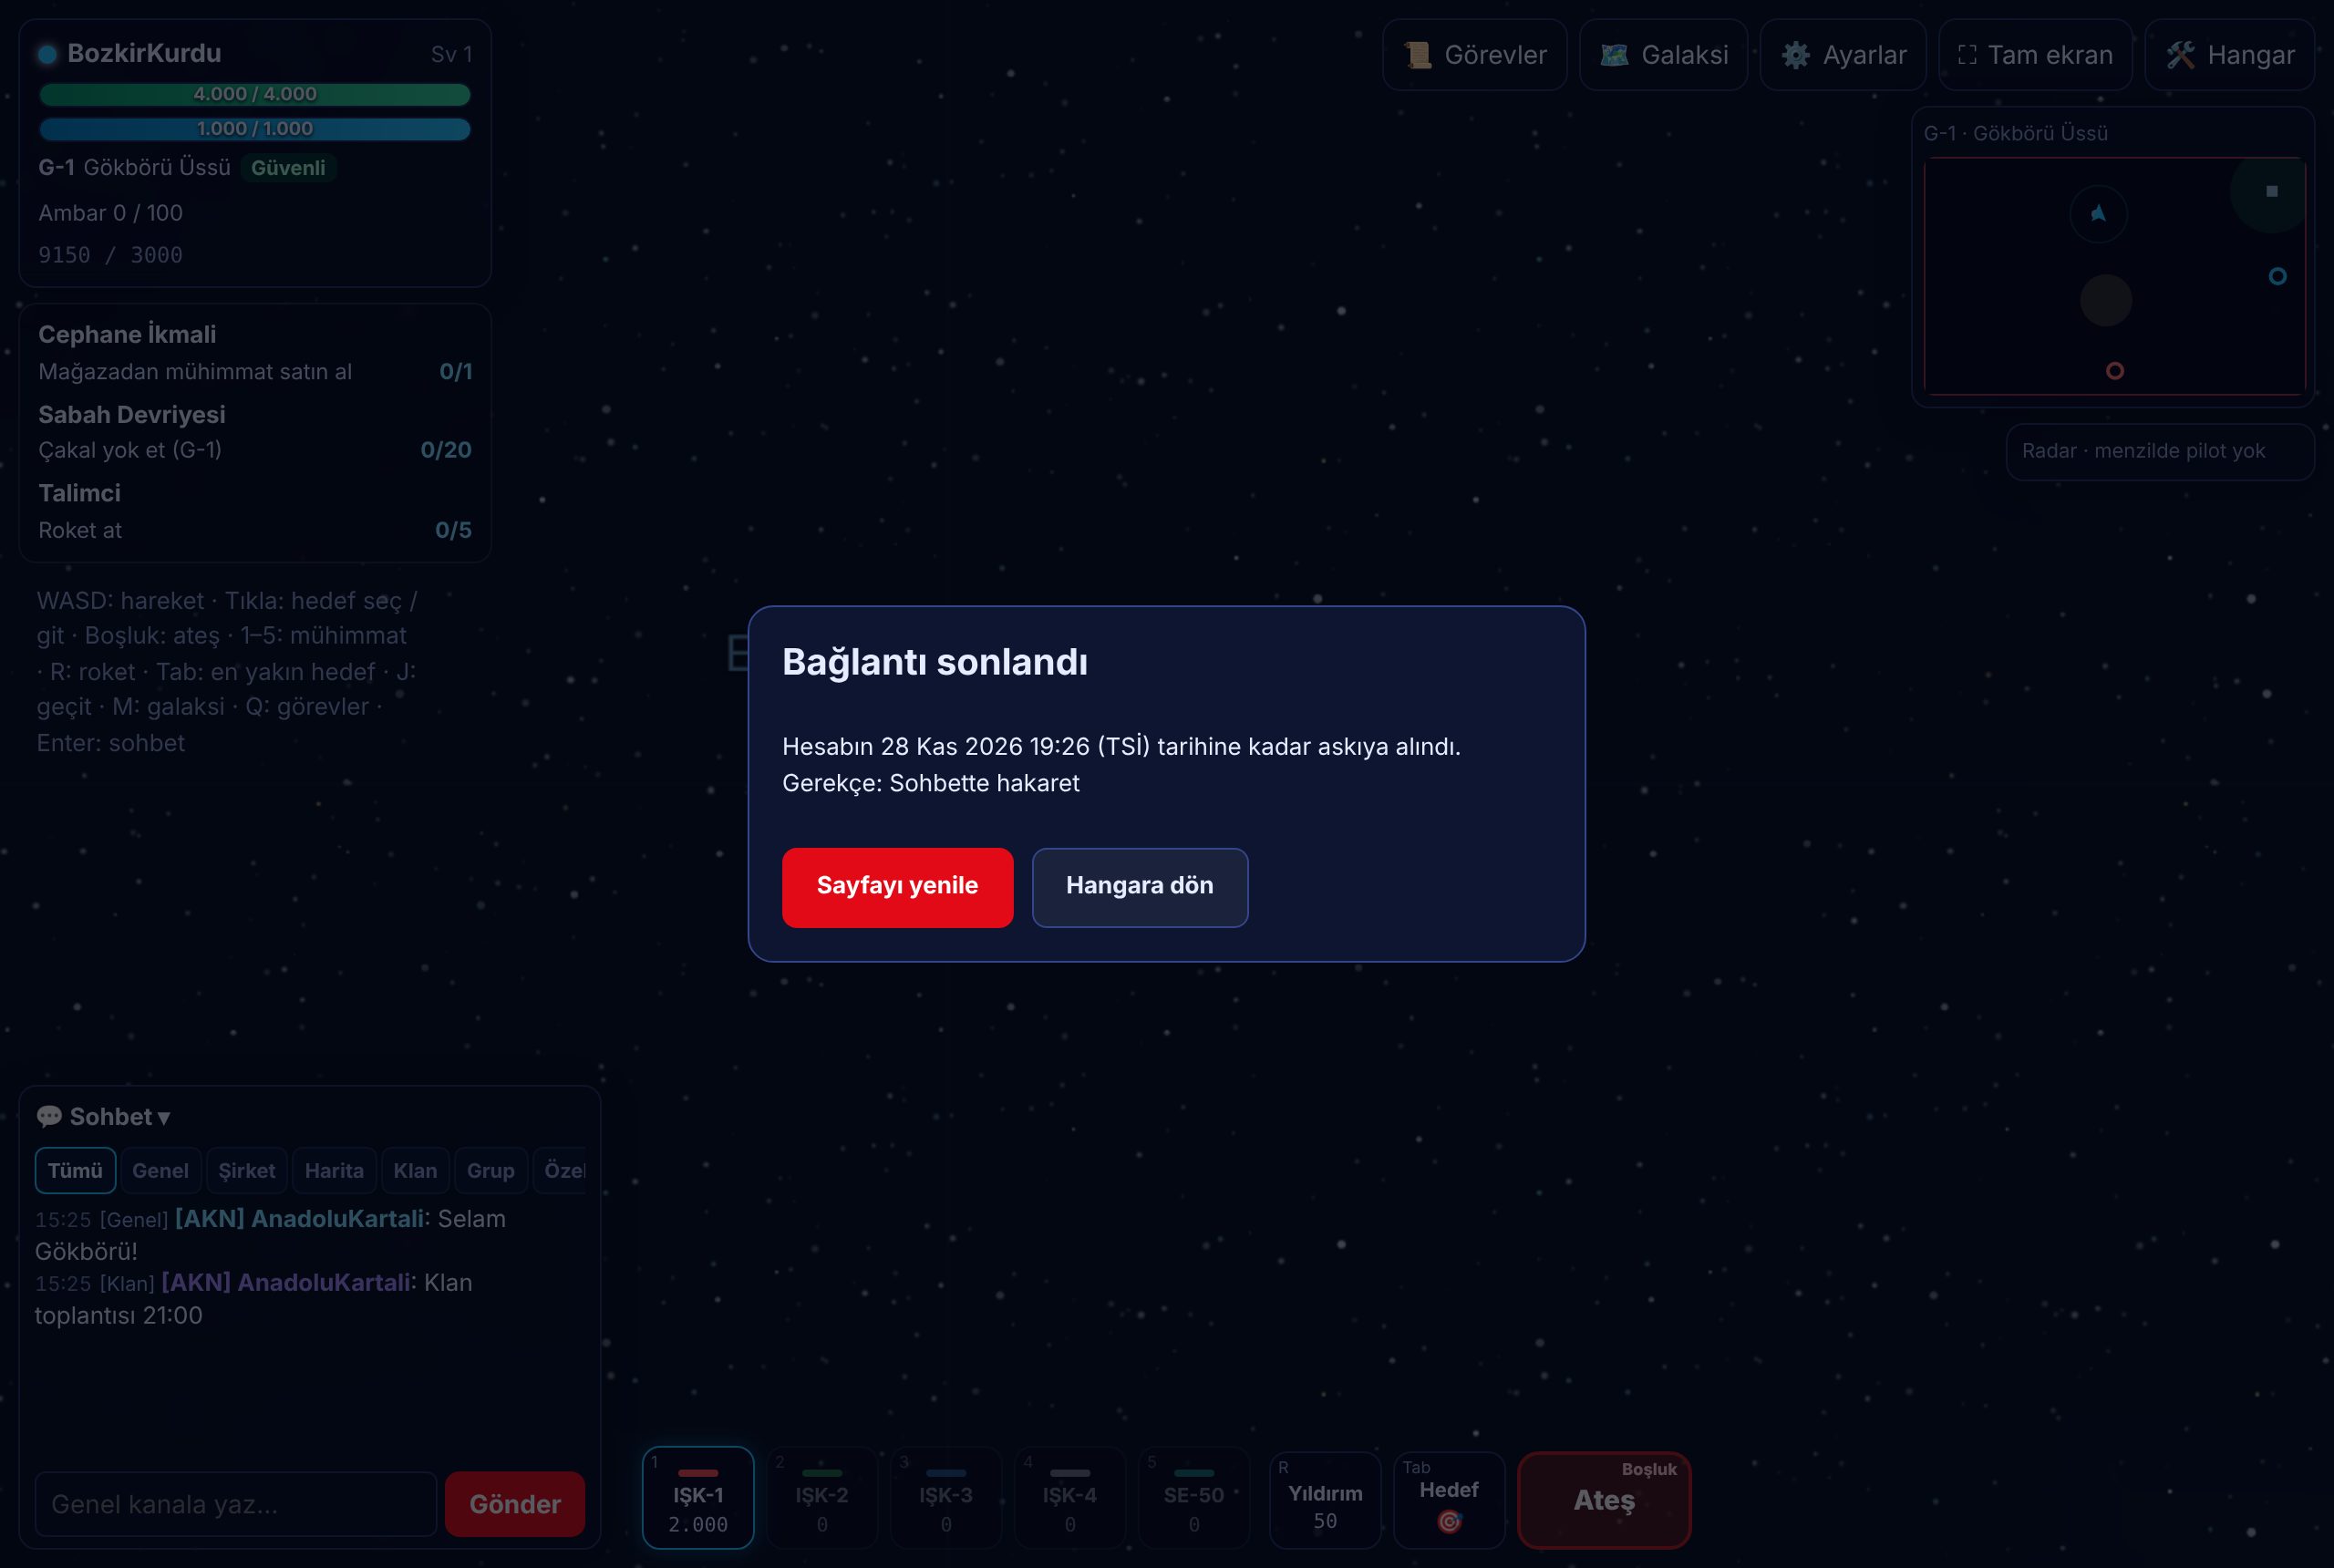 BozkirKurdu Sv 1
4.000 / 4.000
1.000 / 1.000
G-1 Gökbörü Üssü Güvenli
Ambar 0 / 100
9150 / 3000
Cephane İkmali
Mağazadan mühimmat satın al 0/1
Sabah Devriyesi
Çakal yok et (G-1) 0/20
Talimci
Roket at 0/5
WASD: hareket · Tıkla: hedef seç /
git · Boşluk: ateş · 1–5: mühimmat
· R: roket · Tab: en yakın hedef · J:
geçit · M: galaksi · Q: görevler ·
Enter: sohbet
Görevler Galaksi Ayarlar Tam ekran Hangar
G-1 · Gökbörü Üssü
Radar · menzilde pilot yok
Bağlantı sonlandı
Hesabın 28 Kas 2026 19:26 (TSİ) tarihine kadar askıya alındı.
Gerekçe: Sohbette hakaret
Sayfayı yenile Hangara dön
Sohbet ▾
Tümü Genel Şirket Harita Klan Grup Özel
15:25 [Genel] [AKN] AnadoluKartali: Selam
Gökbörü!
15:25 [Klan] [AKN] AnadoluKartali: Klan
toplantısı 21:00
Genel kanala yaz... Gönder
1 IŞK-1 2.000
2 IŞK-2 0
3 IŞK-3 0
4 IŞK-4 0
5 SE-50 0
R Yıldırım 50
Tab Hedef
Boşluk Ateş